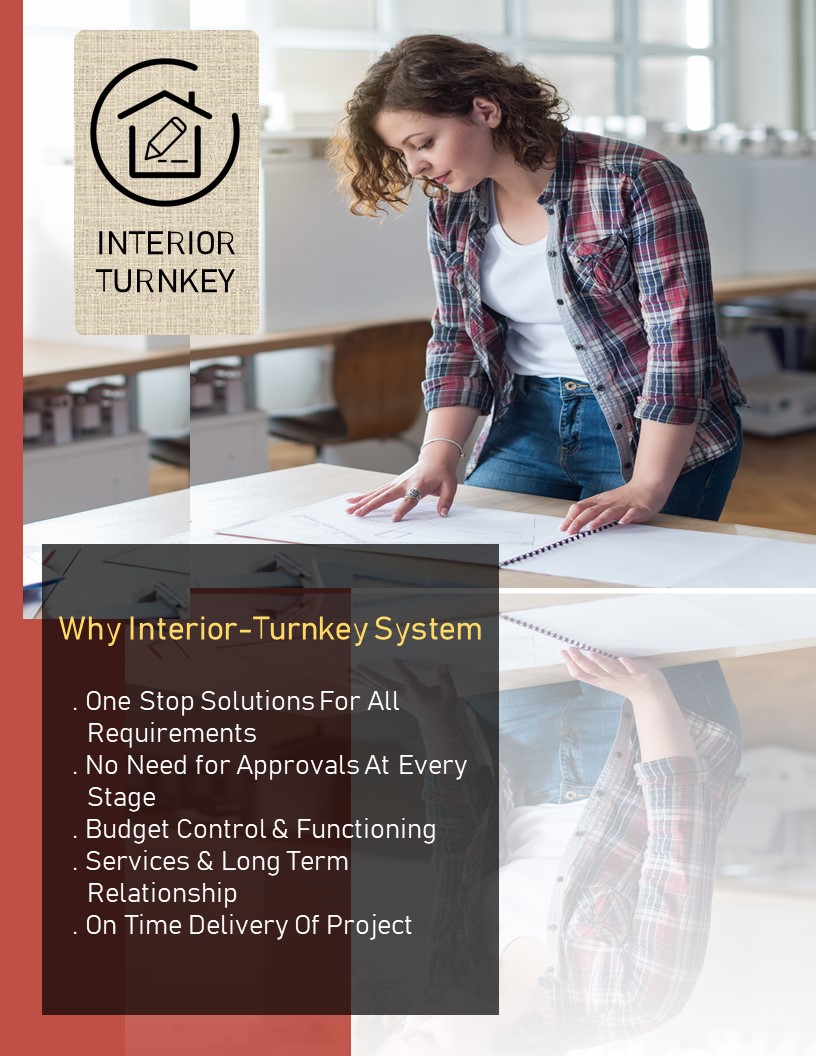 INTERIOR
TURNKEY
Why Interior-Turnkey System
. One Stop Solutions For All
Requirements
. No Need for Approvals At Every
Stage
. Budget Control & Functioning
. Services & Long Term
Relationship
. On Time Delivery Of Project